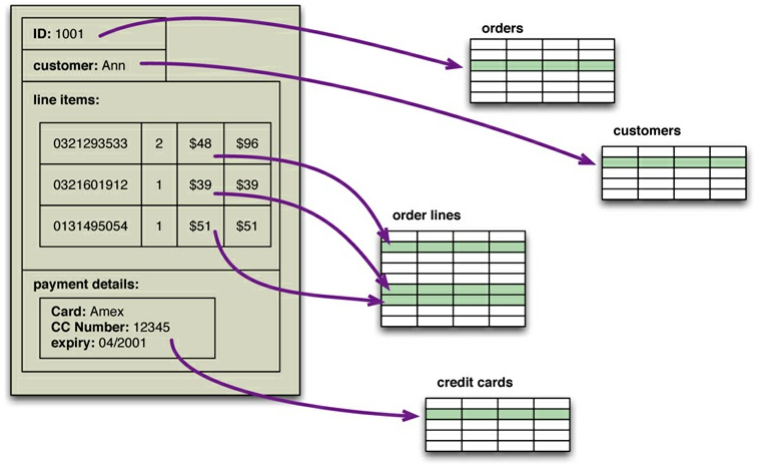 ID: 1001
customer: Ann
line items:
0321293533 2 $48 $96
0321601912 1 $39 $39
0131495054 1 $51 $51
payment details:
Card: Amex
CC Number: 12345
expiry: 04/2001
orders
customers
order lines
credit cards